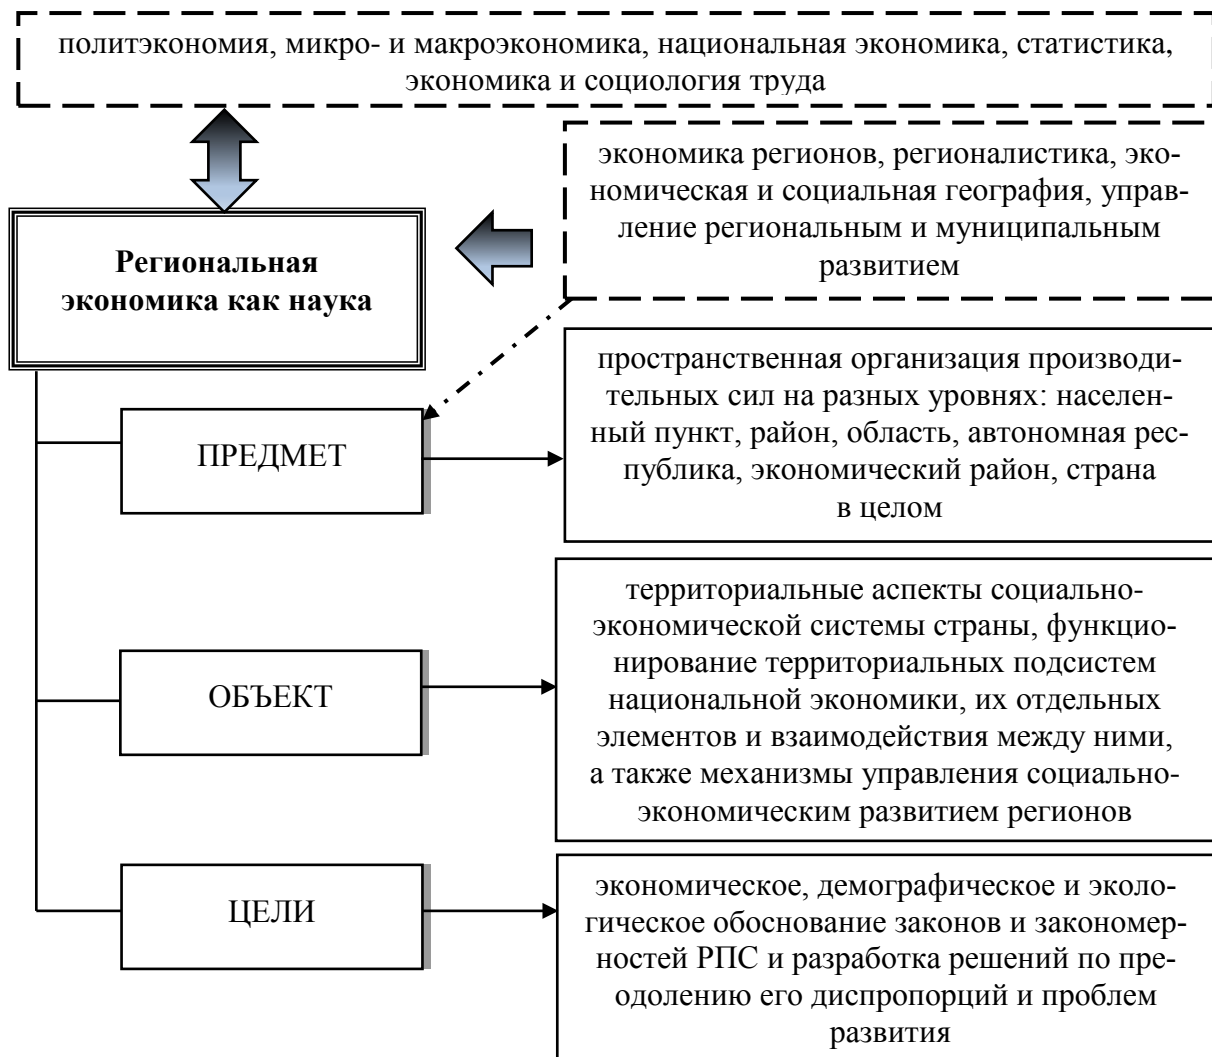 политэкономия, микро- и макроэкономика, национальная экономика, статистика,
экономика и социология труда
экономика регионов, регионалистика, эко-
номическая и социальная география, управ-
ление региональным и муниципальным
развитием
Региональная
экономика как наука
пространственная организация производи-
тельных сил на разных уровнях: населен-
ный пункт, район, область, автономная рес-
публика, экономический район, страна
в целом
ПРЕДМЕТ
территориальные аспекты социально-
экономической системы страны, функцио-
нирование территориальных подсистем
национальной экономики, их отдельных
элементов и взаимодействия между ними,
а также механизмы управления социально-
экономическим развитием регионов
ОБЪЕКТ
экономическое, демографическое и эколо-
гическое обоснование законов и закономер-
ностей РПС и разработка решений по пре-
одолению его диспропорций и проблем
развития
ЦЕЛИ